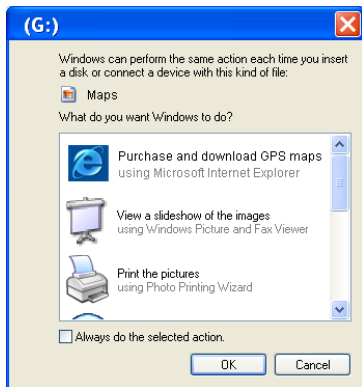 (G:)
Windows can perform the same action each time you insert
a disk or connect a device with this kind of file:
Maps
What do you want Windows to do?
Purchase and download GPS maps
using Microsoft Internet Explorer
View a slideshow of the images
using Windows Picture and Fax Viewer
Print the pictures
using Photo Printing Wizard
Always do the selected action.
OK
Cancel